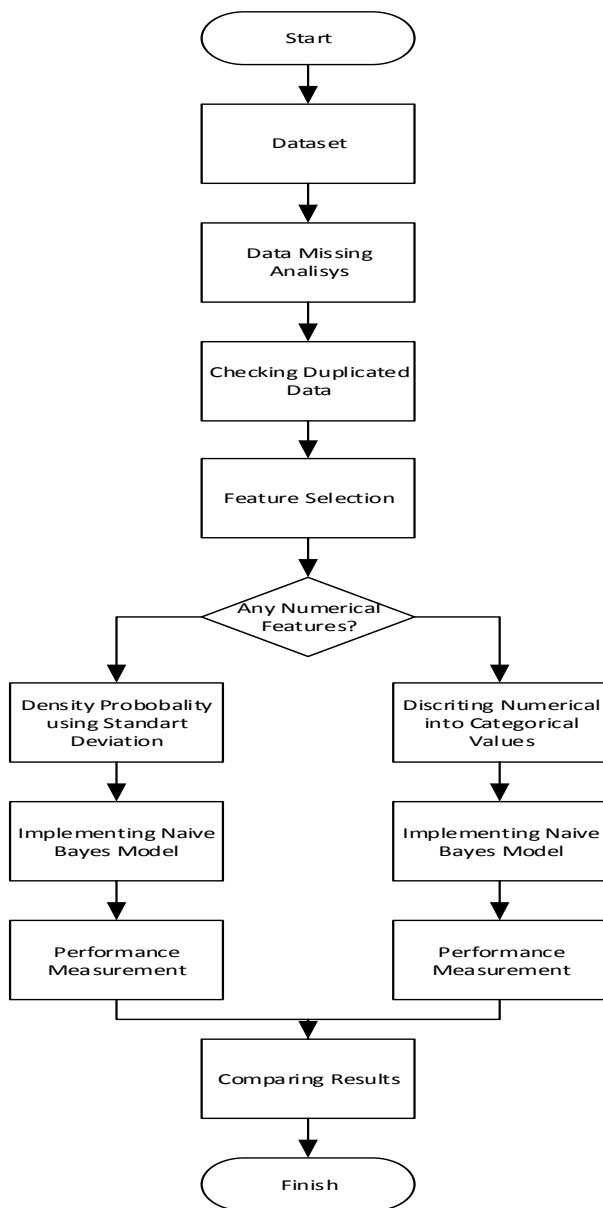 Start
Dataset
Data Missing
Analisys
Checking Duplicated
Data
Feature Selection
Any Numerical
Features?
Density Probobality
using Standart
Deviation
Discriting Numerical
into Categorical
Values
Implementing Naive
Bayes Model
Implementing Naive
Bayes Model
Performance
Measurement
Performance
Measurement
Comparing Results
Finish